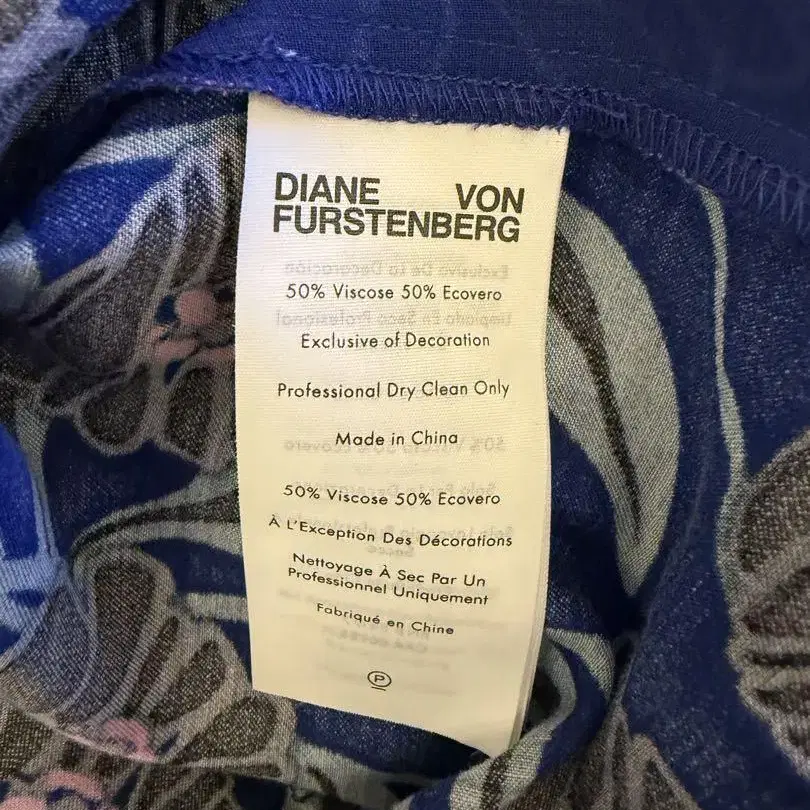 DIANE VON
FURSTENBERG
50% Viscose 50% Ecovero
Exclusive of Decoration
Professional Dry Clean Only
Made in China
50% Viscose 50% Ecovero
À L'Exception Des Décorations
Nettoyage À Sec Par Un
Professionnel Uniquement
Fabriqué en Chine
P